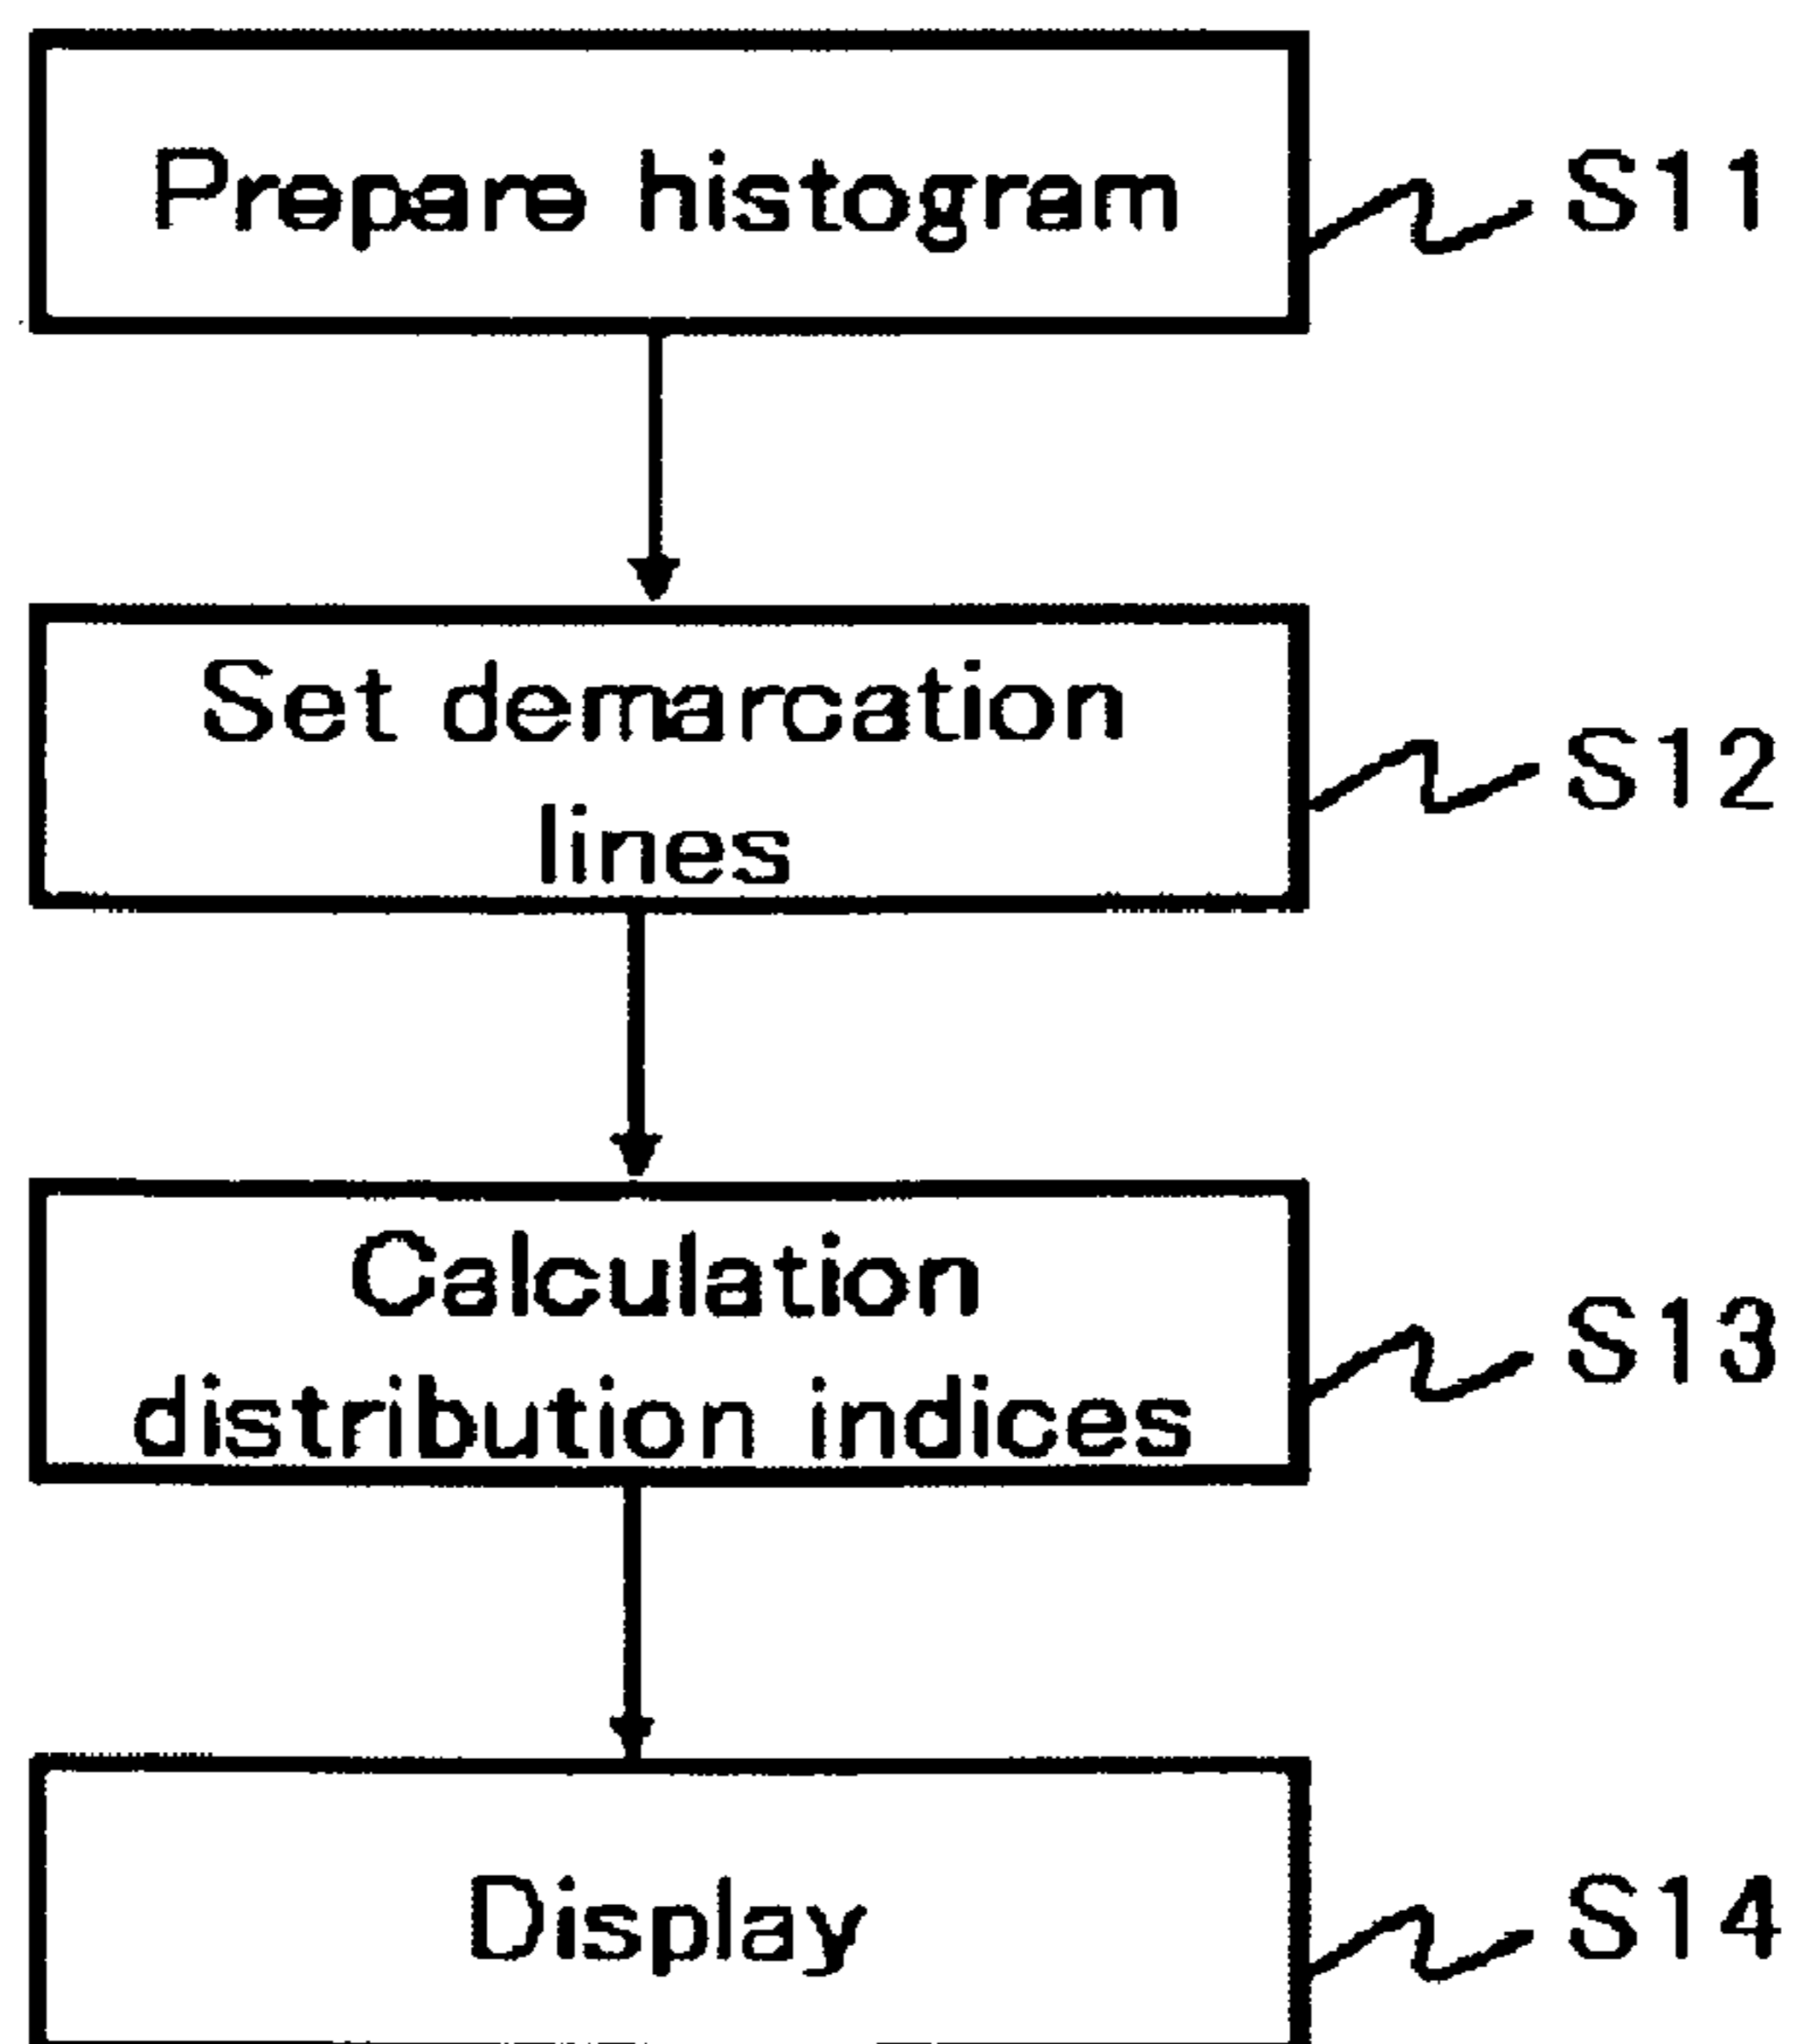 Prepare histogram
S11
Set demarcation
lines
S12
Calculation
distribution indices
S13
Display
S14